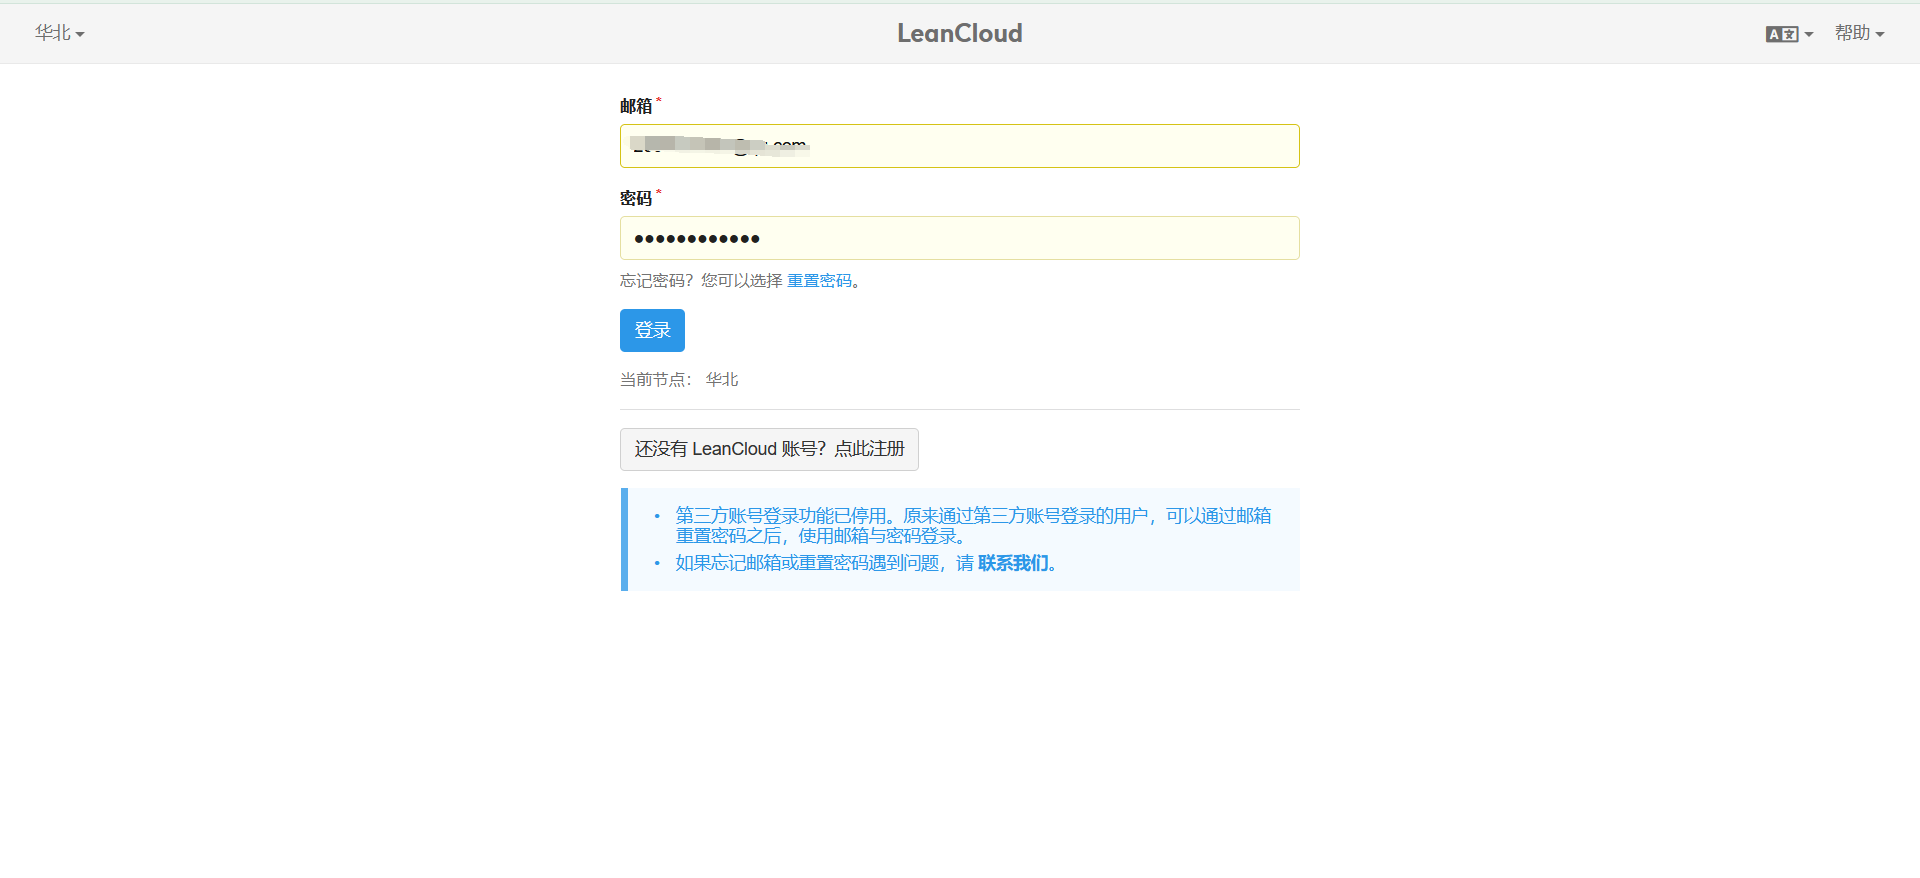 华北
LeanCloud
A文
帮助
邮箱*
密码*
●●●●●●●●●●●●
忘记密码？您可以选择 重置密码。
登录
当前节点： 华北
还没有 LeanCloud 账号？点此注册
• 第三方账号登录功能已停用。原来通过第三方账号登录的用户，可以通过邮箱
重置密码之后，使用邮箱与密码登录。
• 如果忘记邮箱或重置密码遇到问题，请 联系我们。